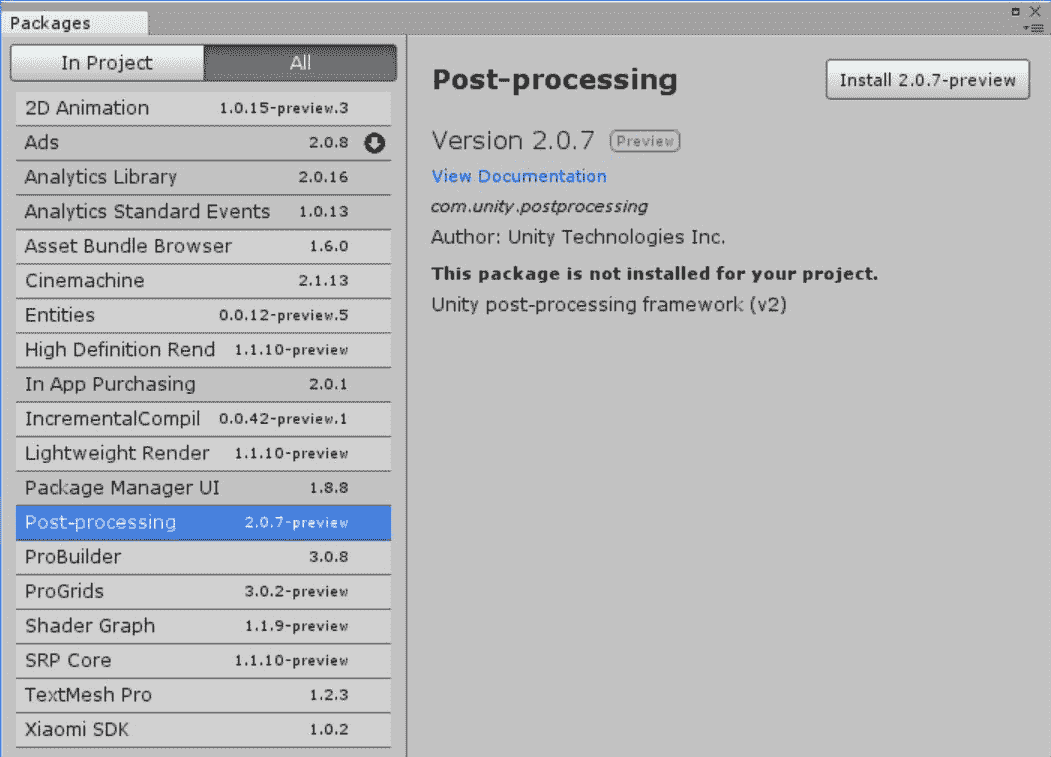 Packages
In Project All
2D Animation 1.0.15-preview.3
Ads 2.0.8
Analytics Library 2.0.16
Analytics Standard Events 1.0.13
Asset Bundle Browser 1.6.0
Cinemachine 2.1.13
Entities 0.0.12-preview.5
High Definition Rend 1.1.10-preview
In App Purchasing 2.0.1
IncrementalCompil 0.0.42-preview.1
Lightweight Render 1.1.10-preview
Package Manager UI 1.8.8
Post-processing 2.0.7-preview
ProBuilder 3.0.8
ProGrids 3.0.2-preview
Shader Graph 1.1.9-preview
SRP Core 1.1.10-preview
TextMesh Pro 1.2.3
Xiaomi SDK 1.0.2
Post-processing
Install 2.0.7-preview
Version 2.0.7 Preview
View Documentation
com.unity.postprocessing
Author: Unity Technologies Inc.
This package is not installed for your project.
Unity post-processing framework (v2)